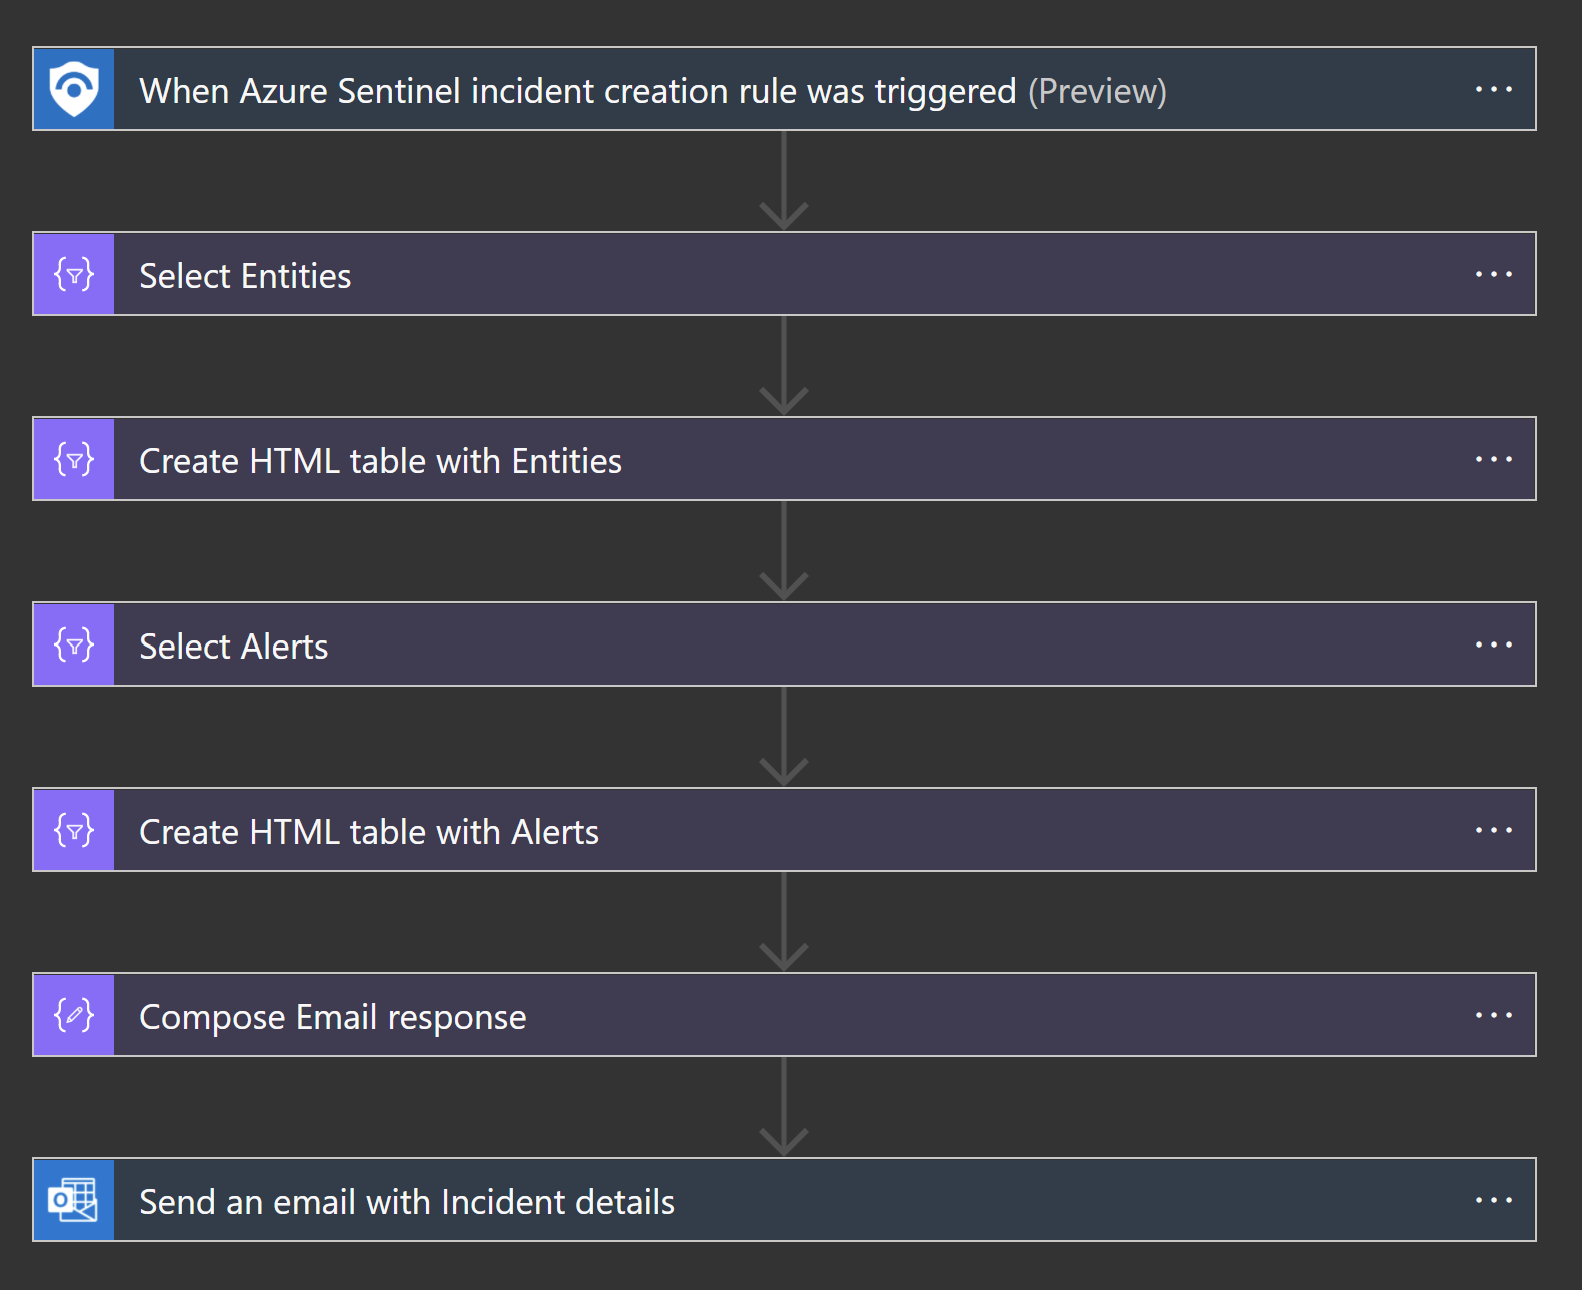 When Azure Sentinel incident creation rule was triggered (Preview)
Select Entities
Create HTML table with Entities
Select Alerts
Create HTML table with Alerts
Compose Email response
Send an email with Incident details